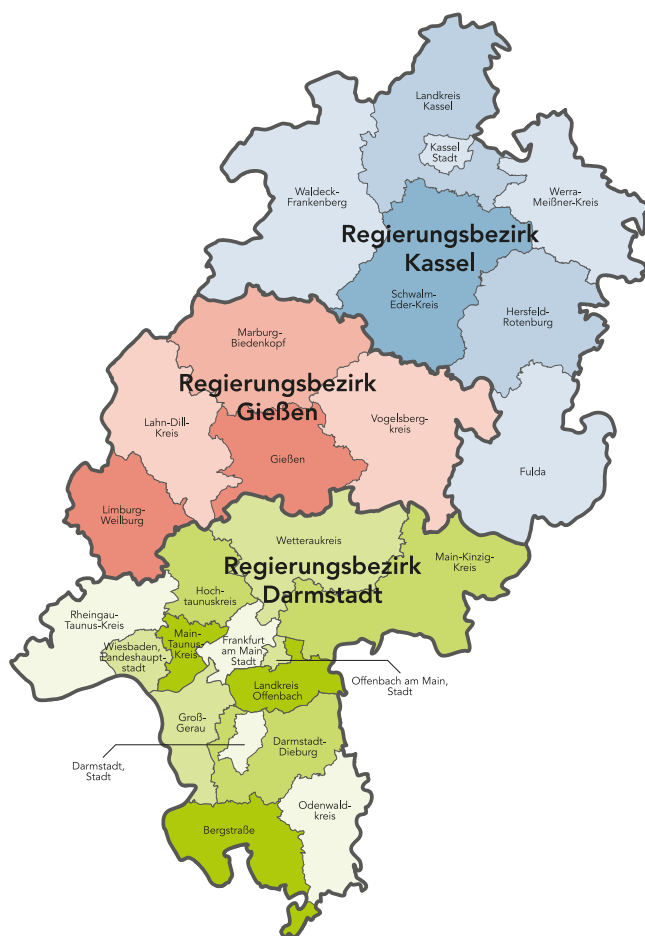 Landkreis
Kassel
Kassel
Stadt
Waldeck-
Frankenberg
Werra-
Meißner-Kreis
Regierungsbezirk
Kassel
Schwalm-
Eder-Kreis
Hersfeld-
Rotenburg
Marburg-
Biedenkopf
Regierungsbezirk
Gießen
Lahn-Dill-
Kreis
Vogelsberg-
kreis
Gießen
Fulda
Limburg-
Weilburg
Wetteraukreis
Main-Kinzig-
Kreis
Regierungsbezirk
Darmstadt
Hoch-
taunuskreis
Rheingau-
Taunus-Kreis
Main-
Taunus-
Kreis
Frankfurt
am Main
Stadt
Wiesbaden,
Landeshaupt-
stadt
Offenbach am Main,
Stadt
Landkreis
Offenbach
Groß-
Gerau
Darmstadt-
Dieburg
Darmstadt,
Stadt
Odenwald-
kreis
Bergstraße